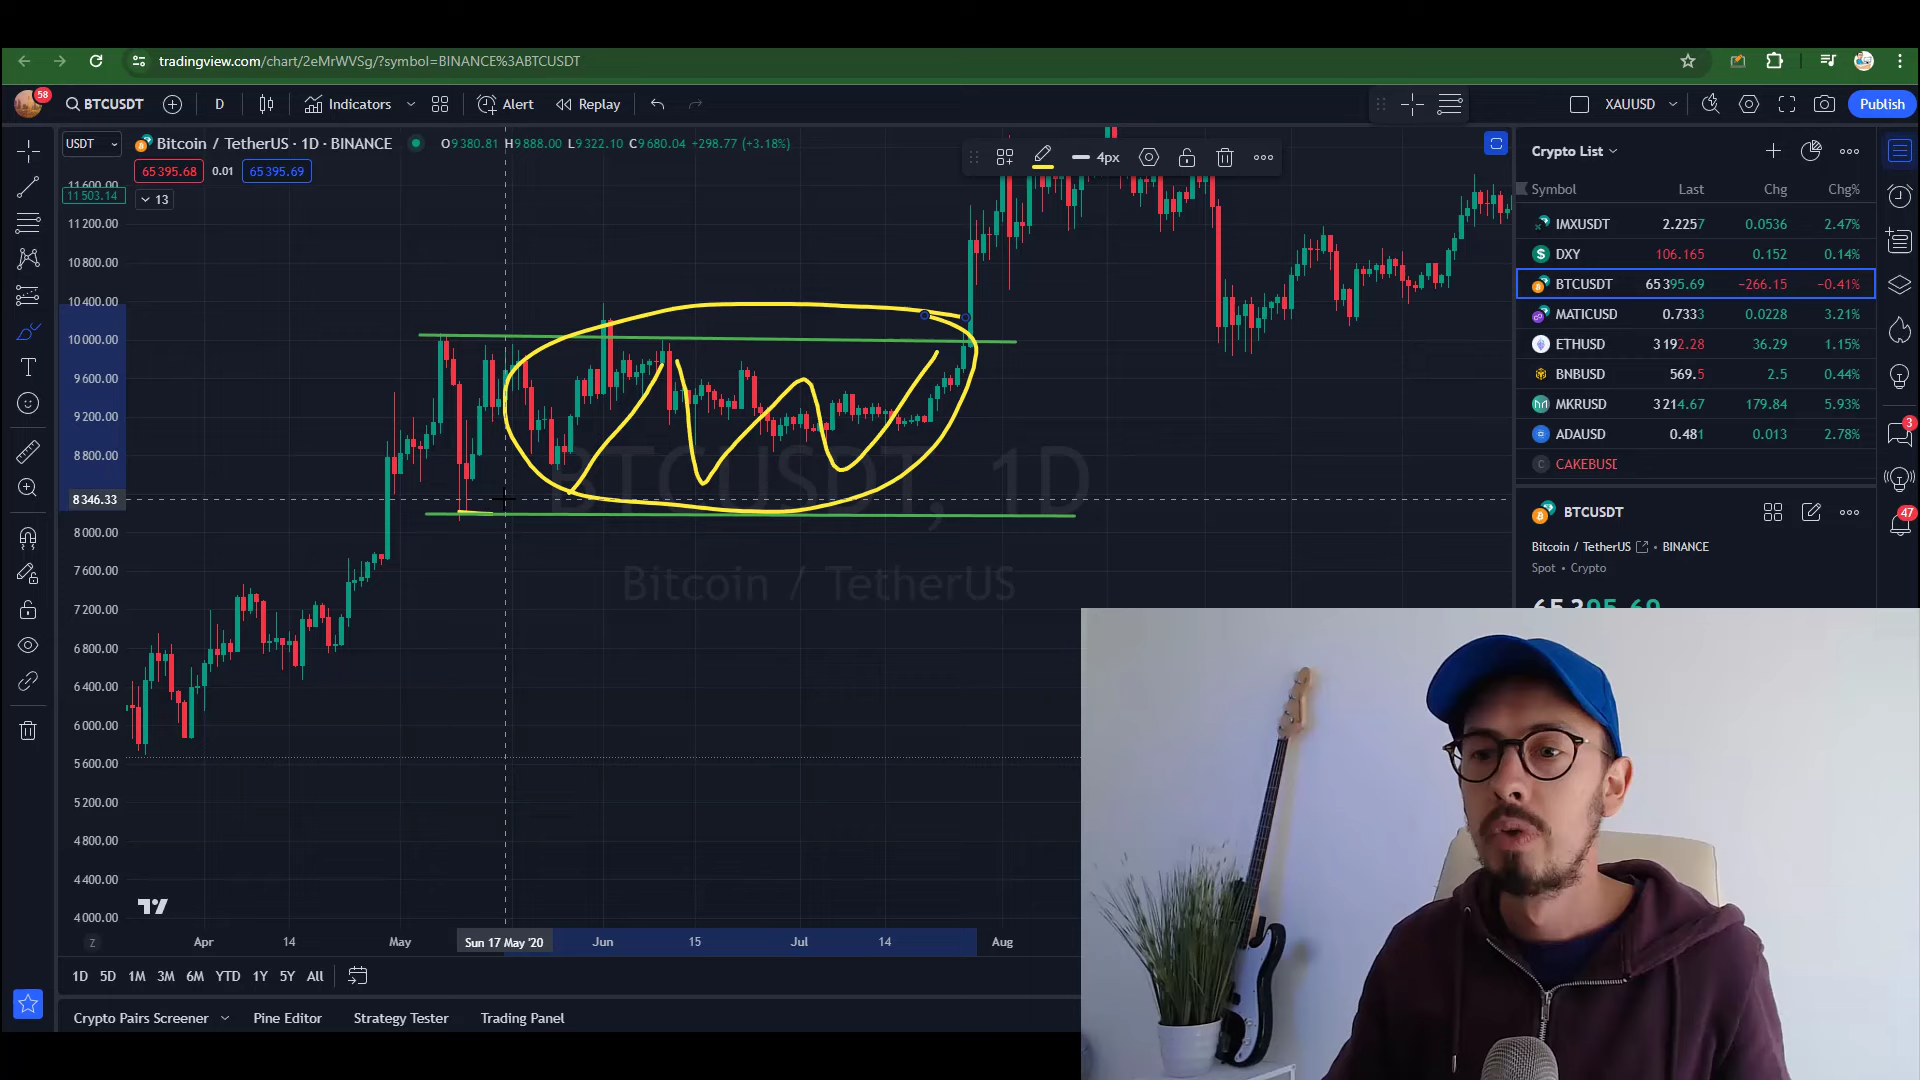 tradingview.com/chart/2eMrWVSg/?symbol=BINANCE%3ABTCUSDT
58
BTCUSDT
D
Indicators
Alert
Replay
XAUUSD
Publish
USDT
Bitcoin / TetherUS · 1D · BINANCE
O9380.81 H9888.00 L9322.10 C9680.04 +298.77 (+3.18%)
65395.68
0.01
65395.69
13
4px
11503.14
11200.00
10800.00
10400.00
10000.00
9600.00
9200.00
8800.00
8346.33
8000.00
7600.00
7200.00
6800.00
6400.00
6000.00
5600.00
5200.00
4800.00
4400.00
4000.00
BTCUSDT, 1D
Bitcoin / TetherUS
Z
Apr
14
May
Sun 17 May '20
Jun
15
Jul
14
Aug
1D 5D 1M 3M 6M YTD 1Y 5Y All
Crypto Pairs Screener
Pine Editor
Strategy Tester
Trading Panel
Crypto List
Symbol Last Chg Chg%
IMXUSDT 2.2257 0.0536 2.47%
DXY 106.165 0.152 0.14%
BTCUSDT 65395.69 −266.15 −0.41%
MATICUSD 0.7333 0.0228 3.21%
ETHUSD 3192.28 36.29 1.15%
BNBUSD 569.5 2.5 0.44%
MKRUSD 3214.67 179.84 5.93%
ADAUSD 0.481 0.013 2.78%
CAKEBUSE
BTCUSDT
Bitcoin / TetherUS • BINANCE
Spot • Crypto
3
47